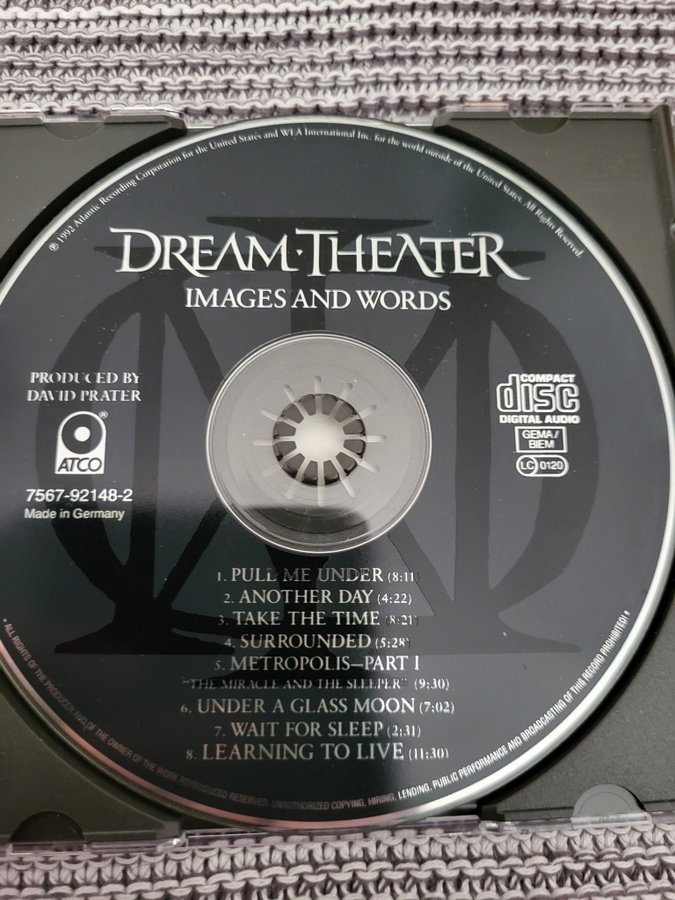 ℗ 1992 Atlantic Recording Corporation for the United States and WEA International Inc. for the world outside of the United States. All Rights Reserved.
DREAM·THEATER
IMAGES AND WORDS
PRODUCED BY
DAVID PRATER
®
ATCO
7567-92148-2
Made in Germany
COMPACT
disc
DIGITAL AUDIO
GEMA/
BIEM
LC 0120
1. PULL ME UNDER (8:11
2. ANOTHER DAY (4:22)
3. TAKE THE TIME (8:21)
4. SURROUNDED (5:28)
5. METROPOLIS—PART I
"THE MIRACLE AND THE SLEEPER" (9:30)
6. UNDER A GLASS MOON (7:02)
7. WAIT FOR SLEEP (2:31)
8. LEARNING TO LIVE (11:30)
• ALL RIGHTS OF THE PRODUCER AND OF THE OWNER OF THE WORK REPRODUCED RESERVED. UNAUTHORIZED COPYING, HIRING, LENDING, PUBLIC PERFORMANCE AND BROADCASTING OF THIS RECORD PROHIBITED! •